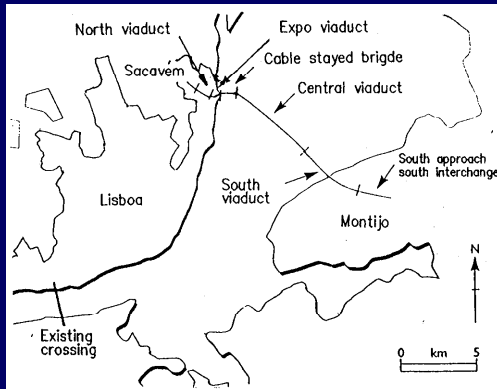 North viaduct
Expo viaduct
Sacavém
Cable stayed brigde
Central viaduct
South approach
south interchange
Lisboa
South
viaduct
Montijo
N
Existing
crossing
0 km 5